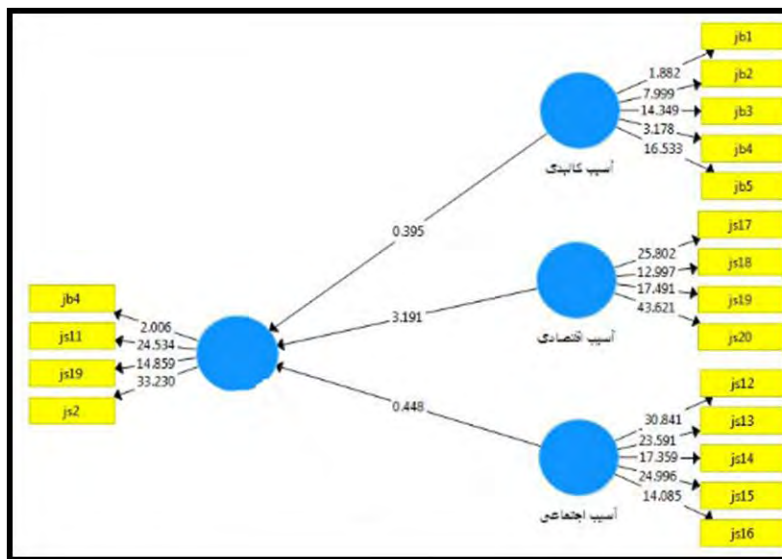 jb1
jb2
jb3
jb4
jb5
1.882
7.999
14.349
3.178
16.533
آسیب کالبدی
0.395
js17
js18
js19
js20
25.802
12.997
17.491
43.621
آسیب اقتصادی
3.191
jb4
js11
js19
js2
2.006
24.534
14.859
33.230
0.448
js12
js13
js14
js15
js16
30.841
23.591
17.359
24.996
14.085
آسیب اجتماعی